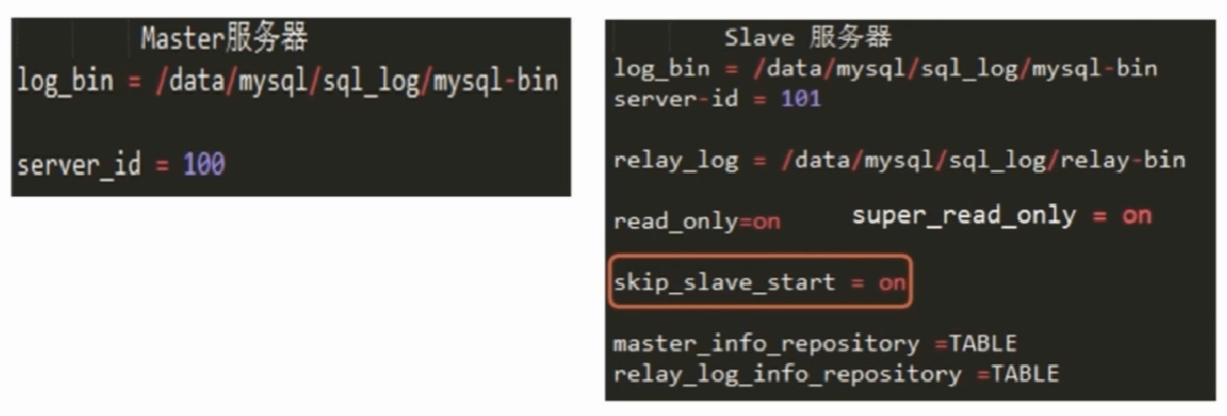 Master服务器
log_bin = /data/mysql/sql_log/mysql-bin
server_id = 100
Slave 服务器
log_bin = /data/mysql/sql_log/mysql-bin
server-id = 101
relay_log = /data/mysql/sql_log/relay-bin
read_only=on super_read_only = on
skip_slave_start = on
master_info_repository =TABLE
relay_log_info_repository =TABLE